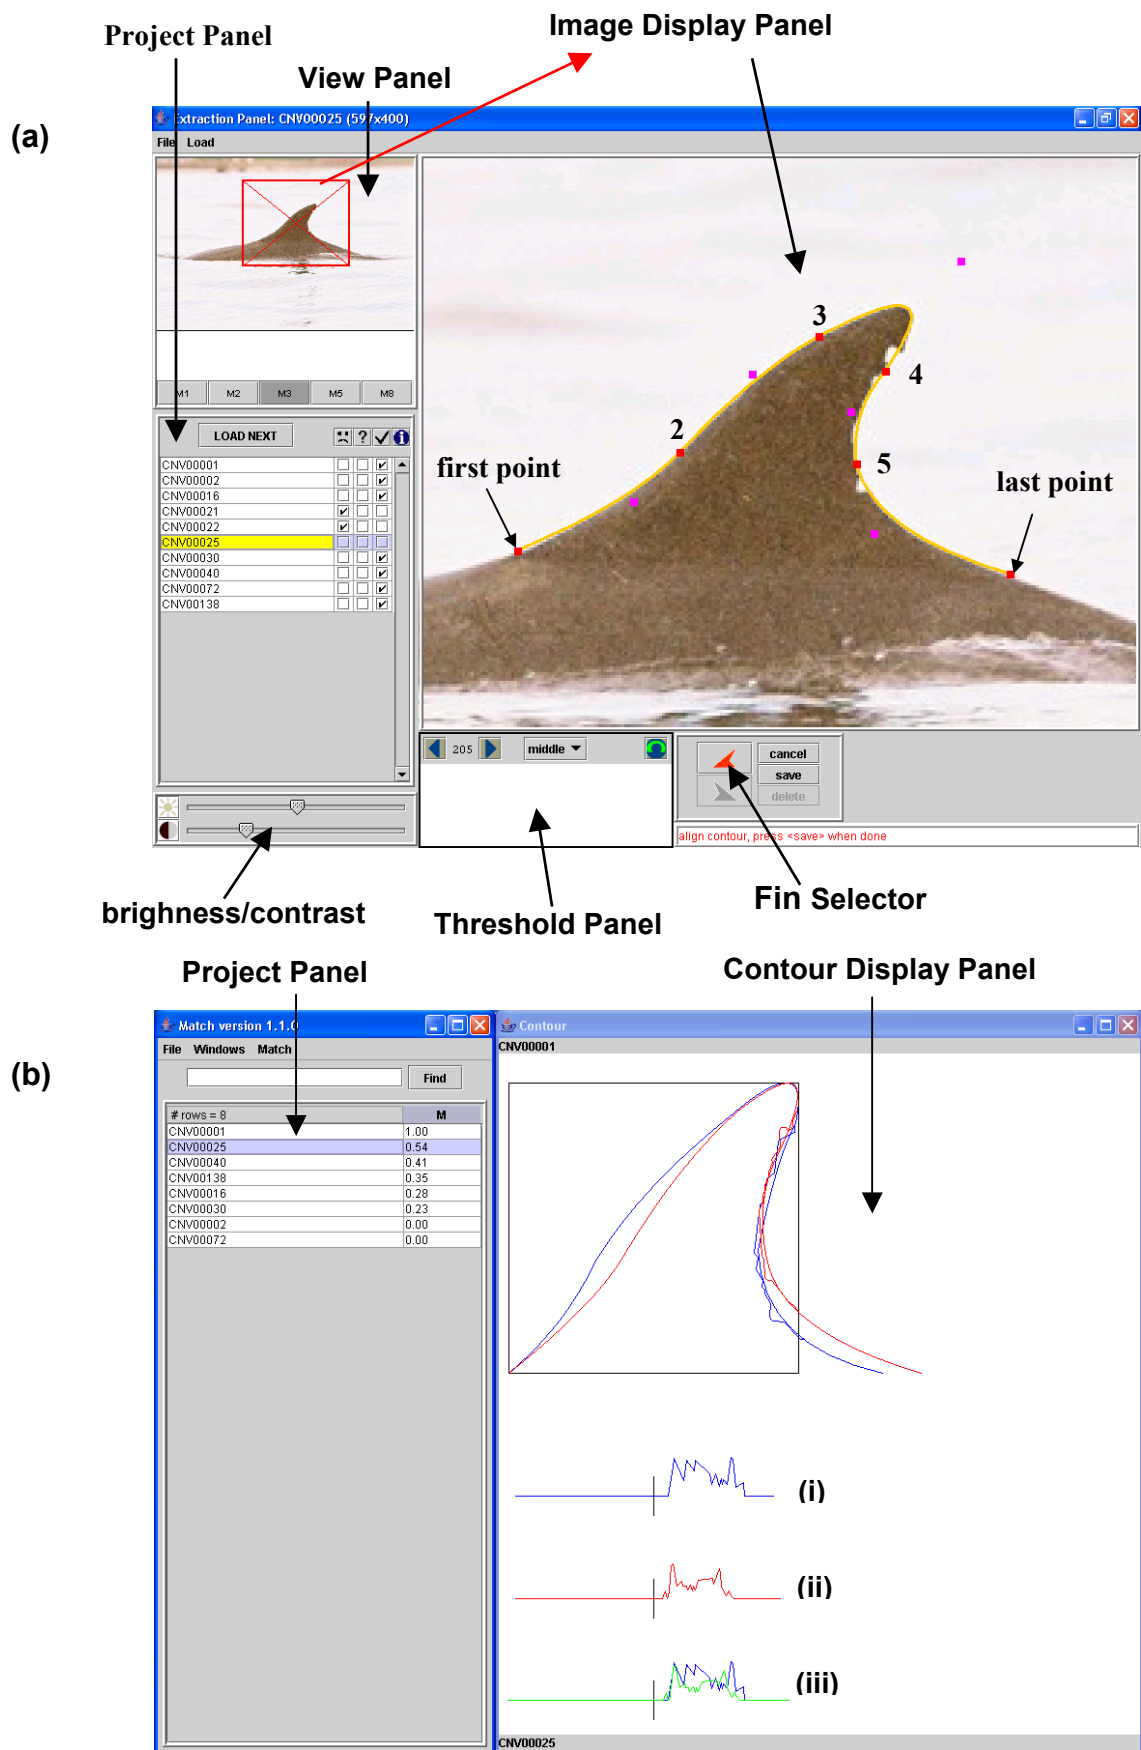 Project Panel
Image Display Panel
View Panel
(a)
Extraction Panel: CNV00025 (597x400)
File Load
M1 M2 M3 M5 M8
LOAD NEXT ?
CNV00001
CNV00002
CNV00016
CNV00021
CNV00022
CNV00025
CNV00030
CNV00040
CNV00072
CNV00138
3
4
2
5
first point
last point
205 middle
cancel
save
delete
align contour, press <save> when done
brighness/contrast
Threshold Panel
Fin Selector
Project Panel
Contour Display Panel
(b)
Match version 1.1.0
File Windows Match
Find
# rows = 8 M
CNV00001 1.00
CNV00025 0.54
CNV00040 0.41
CNV00138 0.35
CNV00016 0.28
CNV00030 0.23
CNV00002 0.00
CNV00072 0.00
Contour
CNV00001
(i)
(ii)
(iii)
CNV00025